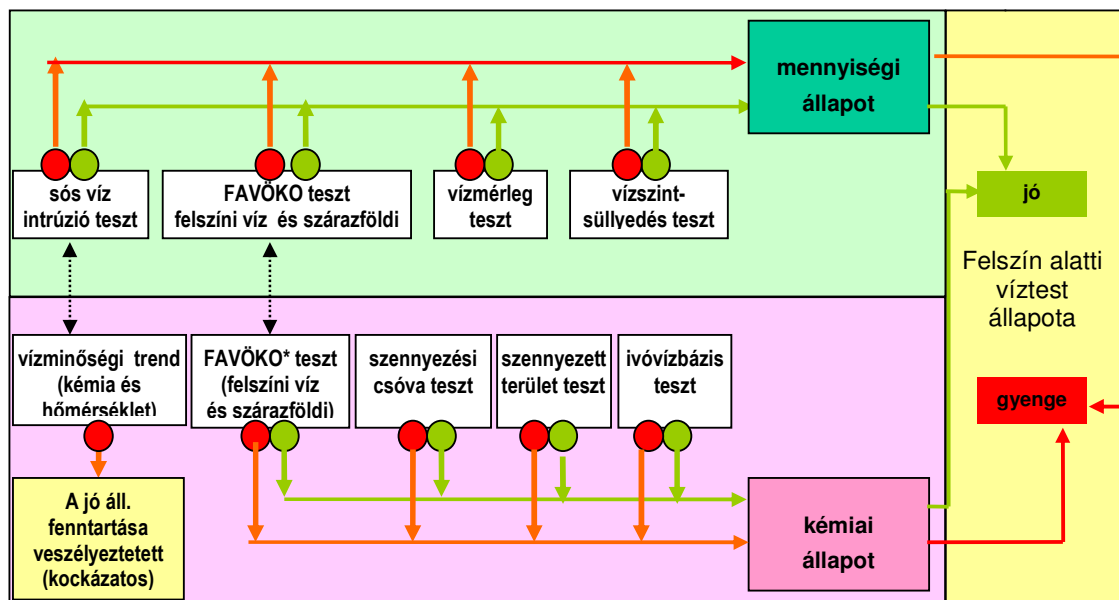 mennyiségi
állapot
sós víz
intrúzió teszt
FAVÖKO teszt
felszíni víz és szárazföldi
vízmérleg
teszt
vízszint-
süllyedés teszt
jó
Felszín alatti
víztest
állapota
gyenge
vízminőségi trend
(kémia és
hőmérséklet)
FAVÖKO* teszt
(felszíni víz
és szárazföldi)
szennyezési
csóva teszt
szennyezett
terület teszt
ivóvízbázis
teszt
A jó áll.
fenntartása
veszélyeztetett
(kockázatos)
kémiai
állapot